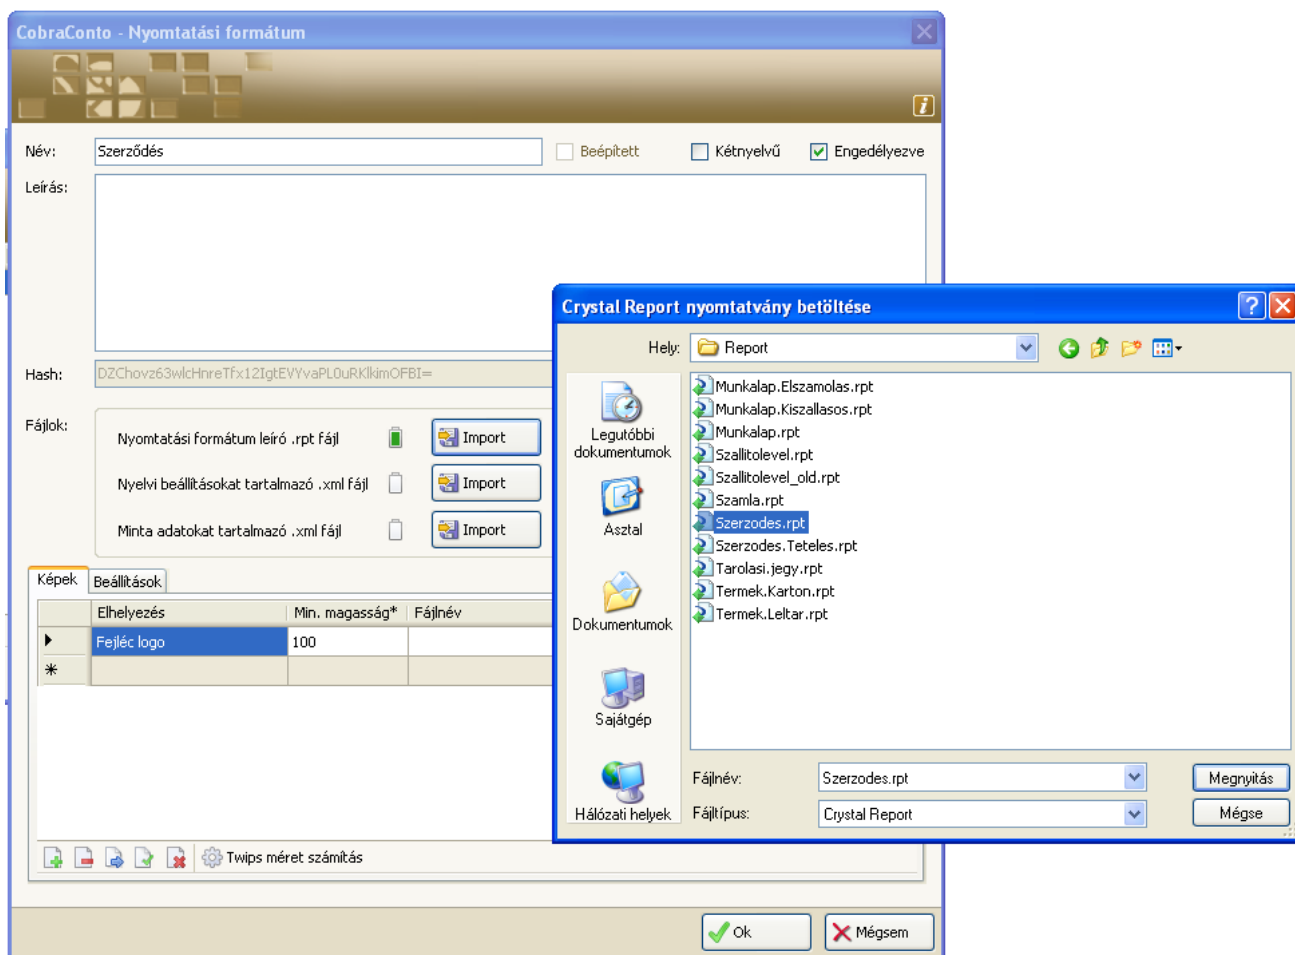 CobraConto - Nyomtatási formátum
Név:
Szerződés
Beépített
Kétnyelvű
Engedélyezve
Leírás:
Hash:
DZChovz63wlcHnreTfx12IgtEVYvaPL0uRKlkimOFBI=
Fájlok:
Nyomtatási formátum leíró .rpt fájl
Import
Nyelvi beállításokat tartalmazó .xml fájl
Import
Minta adatokat tartalmazó .xml fájl
Import
Képek
Beállítások
Elhelyezés
Min. magasság*
Fájlnév
Fejléc logo
100
Twips méret számítás
Ok
Mégsem
Crystal Report nyomtatvány betöltése
Hely:
Report
Legutóbbi
dokumentumok
Asztal
Dokumentumok
Sajátgép
Hálózati helyek
Munkalap.Elszamolas.rpt
Munkalap.Kiszallasos.rpt
Munkalap.rpt
Szallitolevel.rpt
Szallitolevel_old.rpt
Szamla.rpt
Szerzodes.rpt
Szerzodes.Teteles.rpt
Tarolasi.jegy.rpt
Termek.Karton.rpt
Termek.Leltar.rpt
Fájlnév:
Szerzodes.rpt
Megnyitás
Fájltípus:
Crystal Report
Mégse